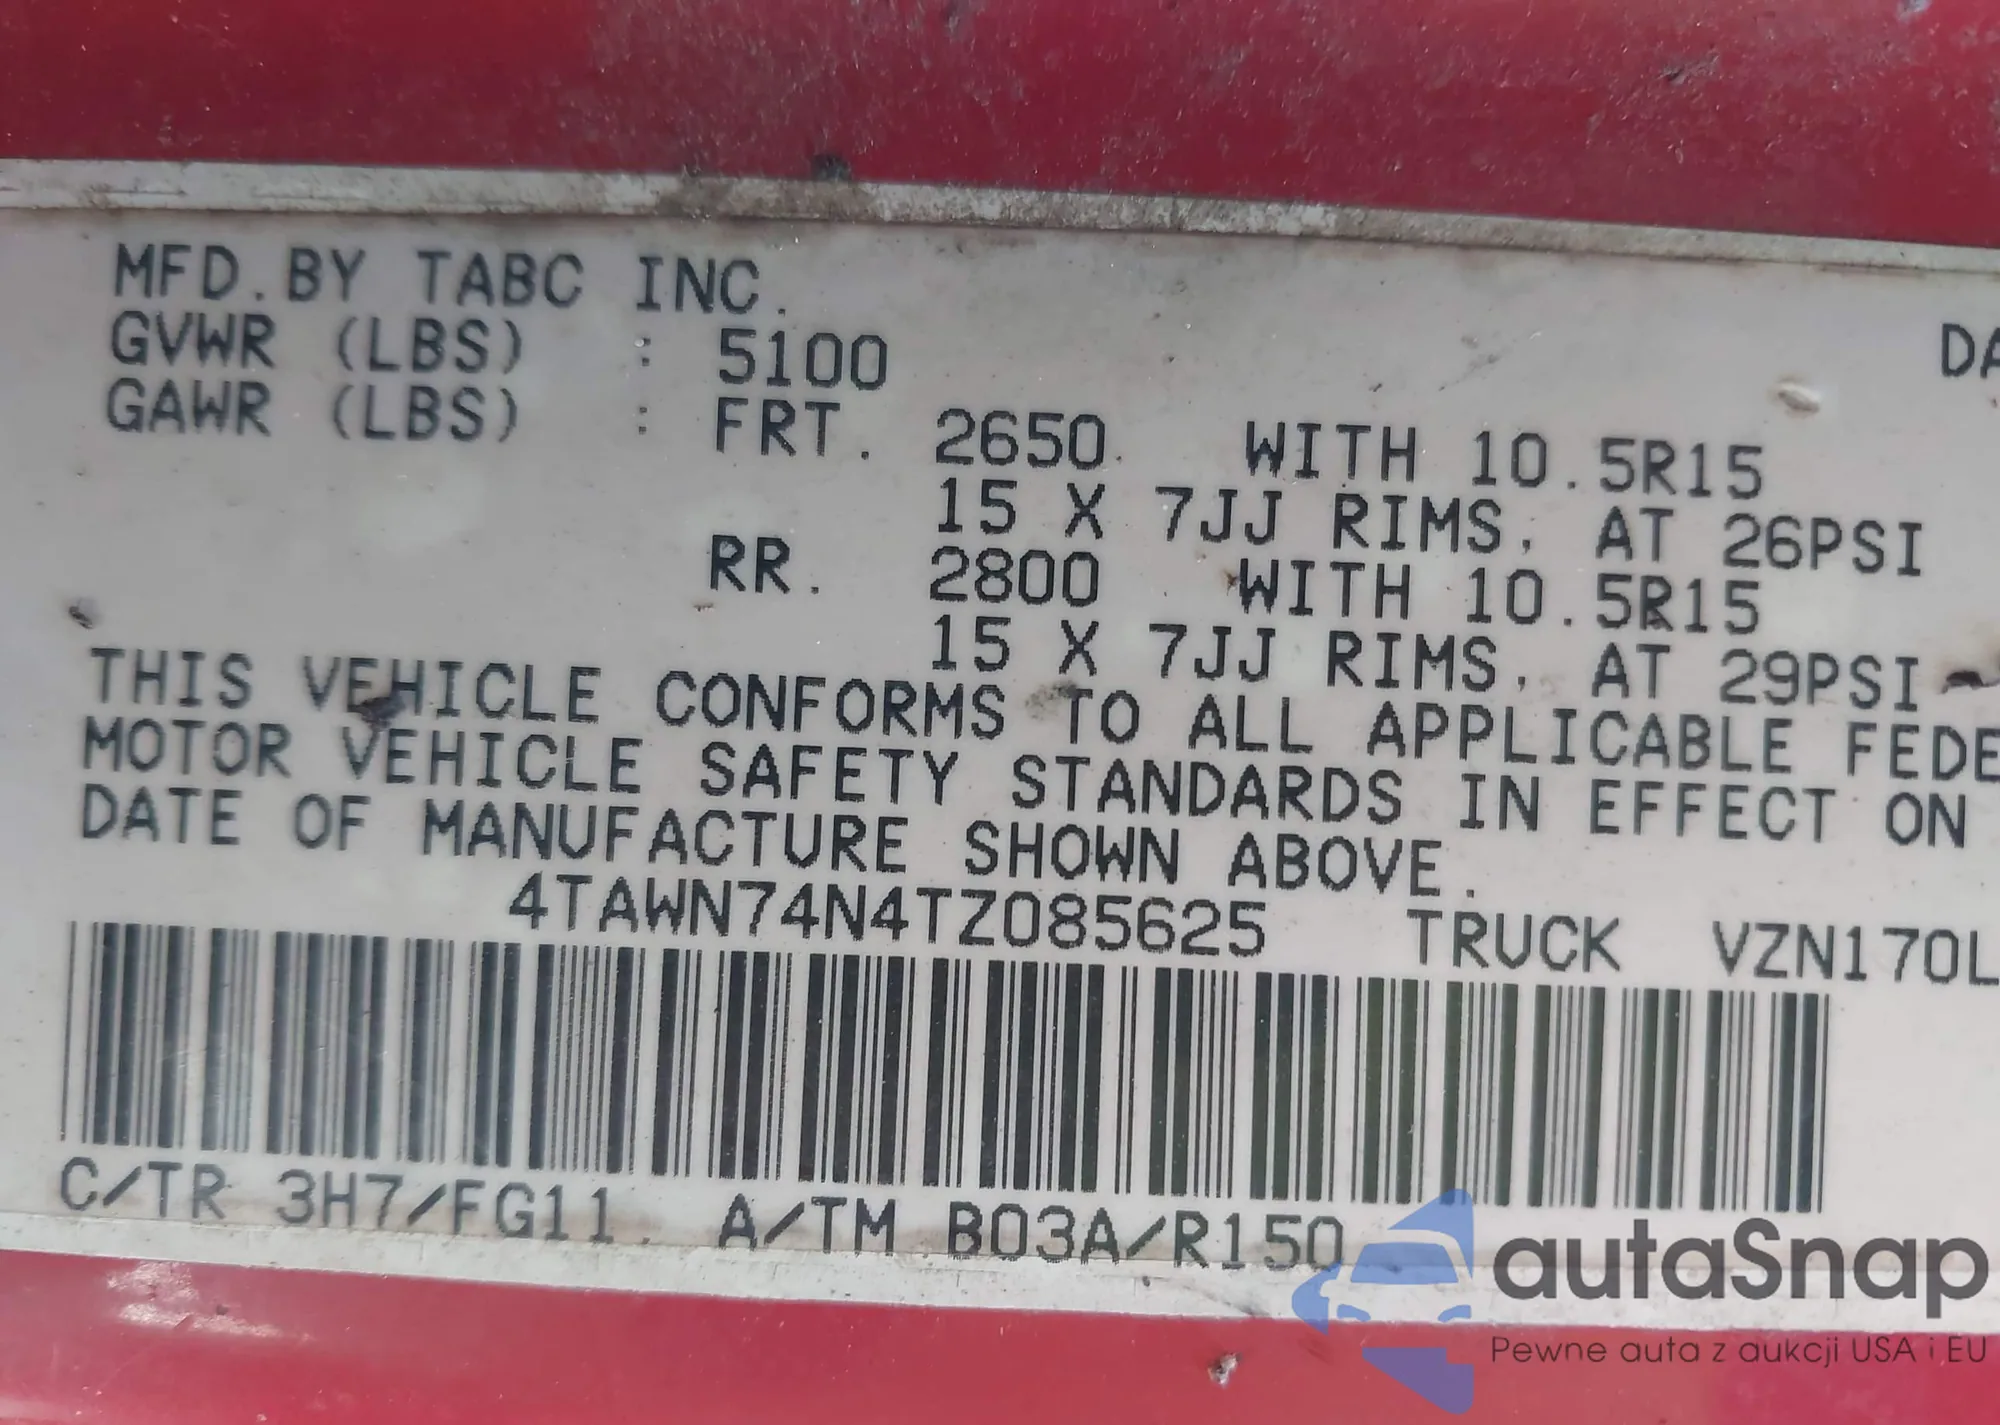 MFD.BY TABC INC.
DA
GVWR (LBS) : 5100
GAWR (LBS) : FRT. 2650 WITH 10.5R15
15 X 7JJ RIMS, AT 26PSI
RR. 2800 WITH 10.5R15
15 X 7JJ RIMS, AT 29PSI
THIS VEHICLE CONFORMS TO ALL APPLICABLE FEDE
MOTOR VEHICLE SAFETY STANDARDS IN EFFECT ON
DATE OF MANUFACTURE SHOWN ABOVE.
4TAWN74N4TZ085625 TRUCK VZN170L
C/TR 3H7/FG11 A/TM B03A/R150
autaSnap
Pewne auta z aukcji USA i EU